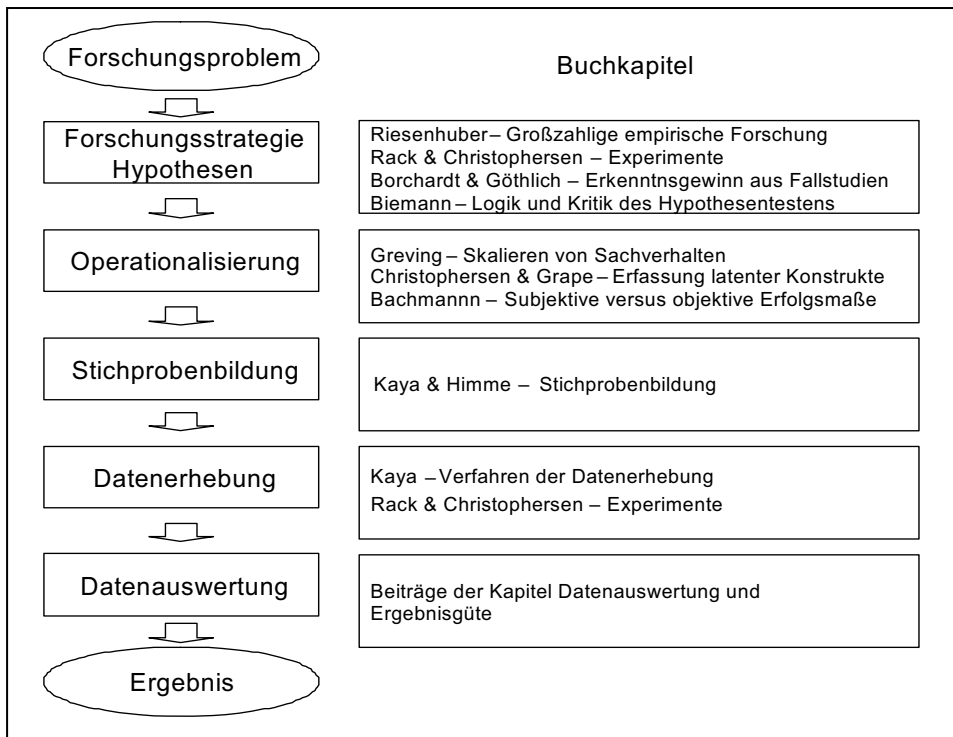 Forschungsproblem
Buchkapitel
Forschungsstrategie
Hypothesen
Riesenhuber – Großzahlige empirische Forschung
Rack & Christophersen – Experimente
Borchardt & Göthlich – Erkenntnsgewinn aus Fallstudien
Biemann – Logik und Kritik des Hypothesentestens
Operationalisierung
Greving – Skalieren von Sachverhalten
Christophersen & Grape – Erfassung latenter Konstrukte
Bachmannn – Subjektive versus objektive Erfolgsmaße
Stichprobenbildung
Kaya & Himme – Stichprobenbildung
Datenerhebung
Kaya – Verfahren der Datenerhebung
Rack & Christophersen – Experimente
Datenauswertung
Beiträge der Kapitel Datenauswertung und
Ergebnisgüte
Ergebnis